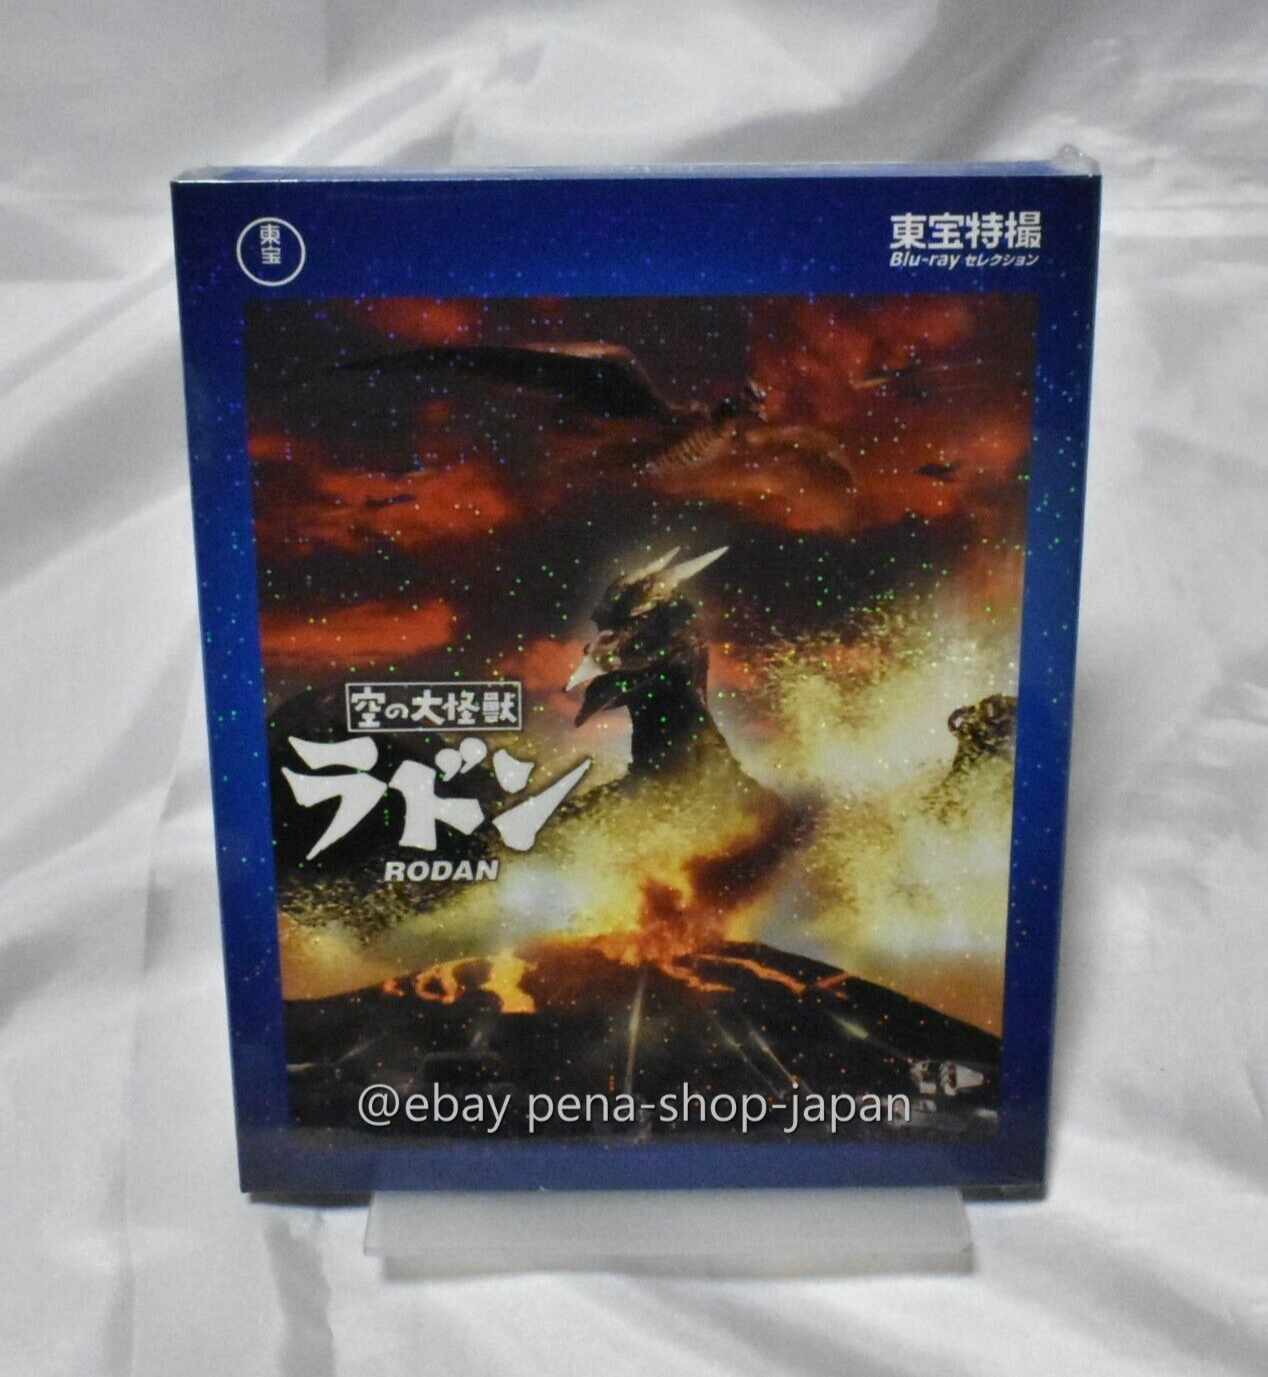 東宝
東宝特撮
Blu-ray セレクション
空の大怪獣
ラドン
RODAN
@ebay pena-shop-japan